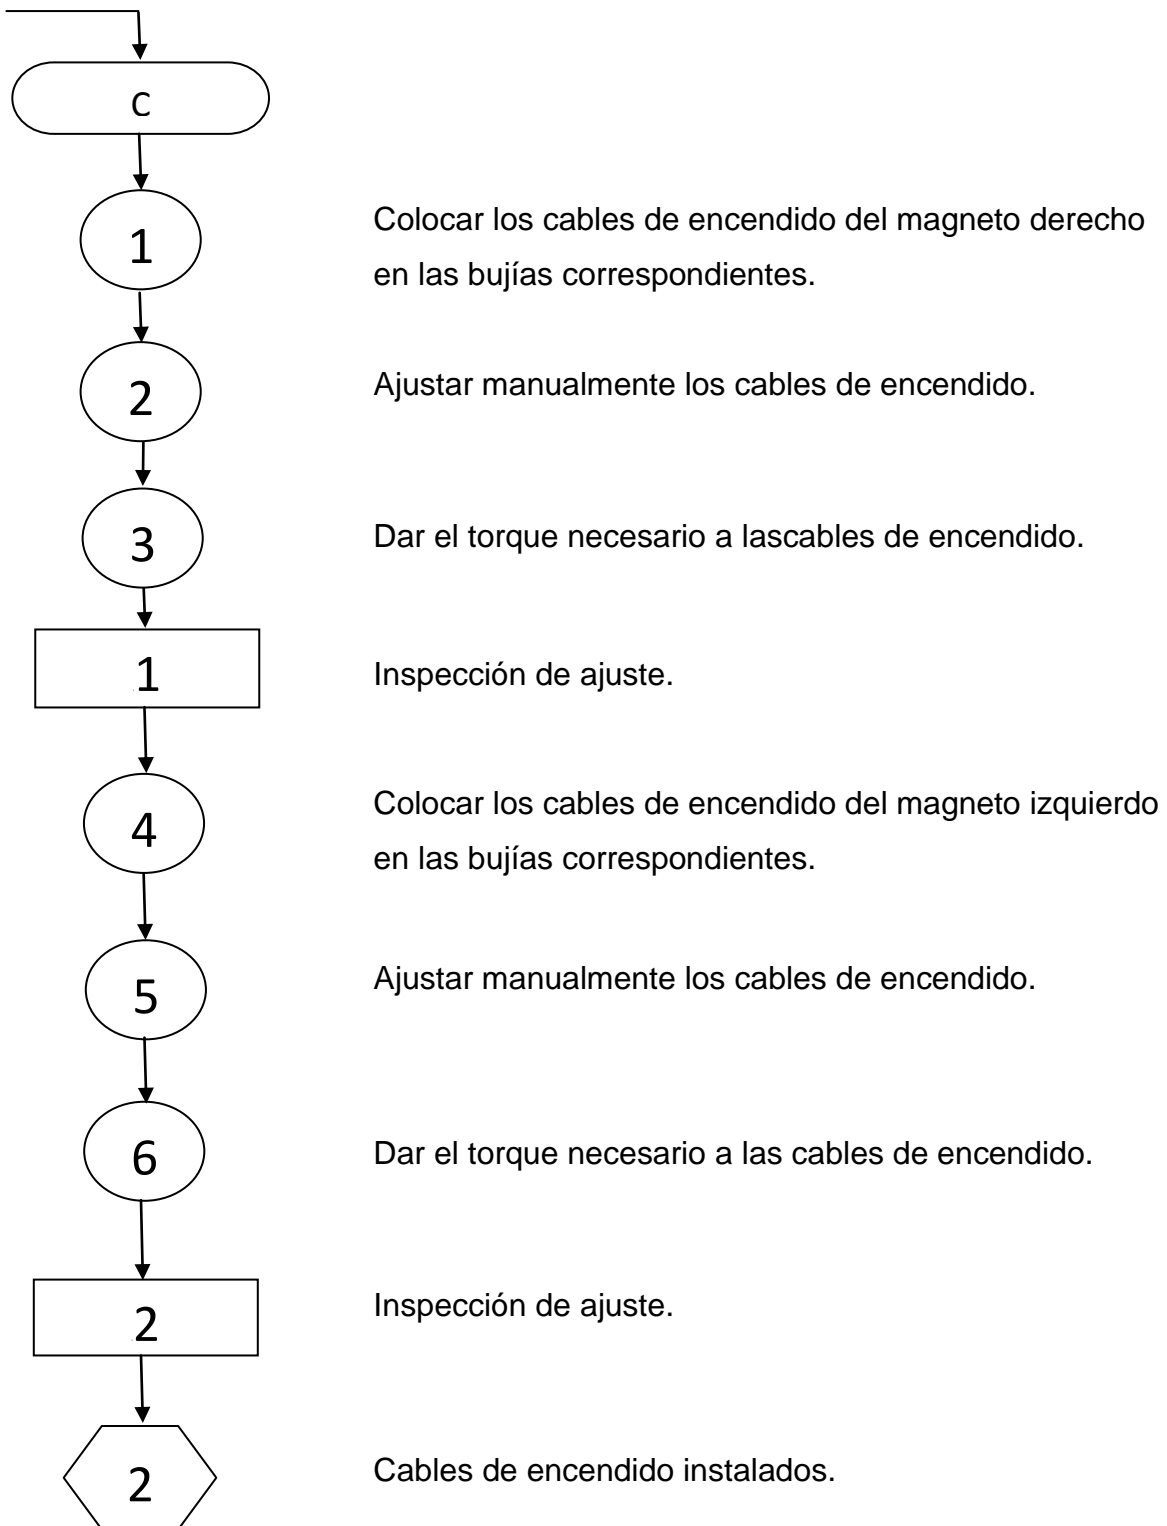 C
1
Colocar los cables de encendido del magneto derecho
en las bujías correspondientes.
2
Ajustar manualmente los cables de encendido.
3
Dar el torque necesario a lascables de encendido.
1
Inspección de ajuste.
4
Colocar los cables de encendido del magneto izquierdo
en las bujías correspondientes.
5
Ajustar manualmente los cables de encendido.
6
Dar el torque necesario a las cables de encendido.
2
Inspección de ajuste.
2
Cables de encendido instalados.